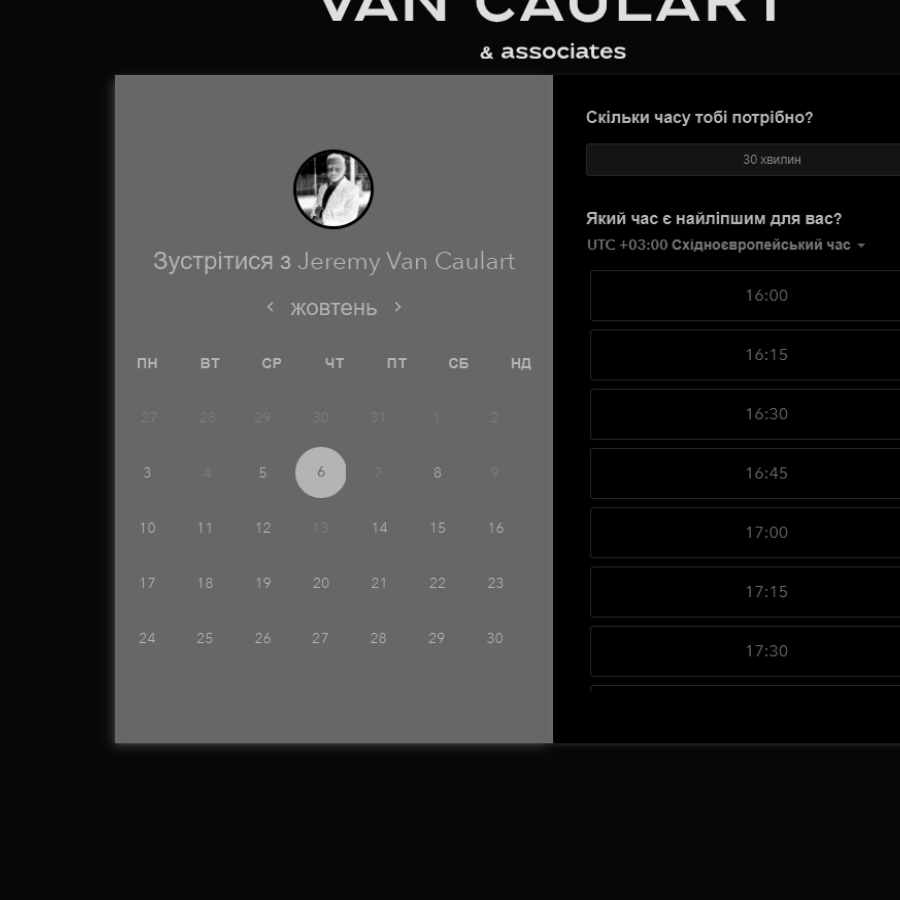 VAN CAULART
& associates
Зустрітися з Jeremy Van Caulart
жовтень
ПН ВТ СР ЧТ ПТ СБ НД
27 28 29 30 31 1 2
3 4 5 6 7 8 9
10 11 12 13 14 15 16
17 18 19 20 21 22 23
24 25 26 27 28 29 30
Скільки часу тобі потрібно?
30 хвилин
Який час є найліпшим для вас?
UTC +03:00 Східноєвропейський час
16:00
16:15
16:30
16:45
17:00
17:15
17:30